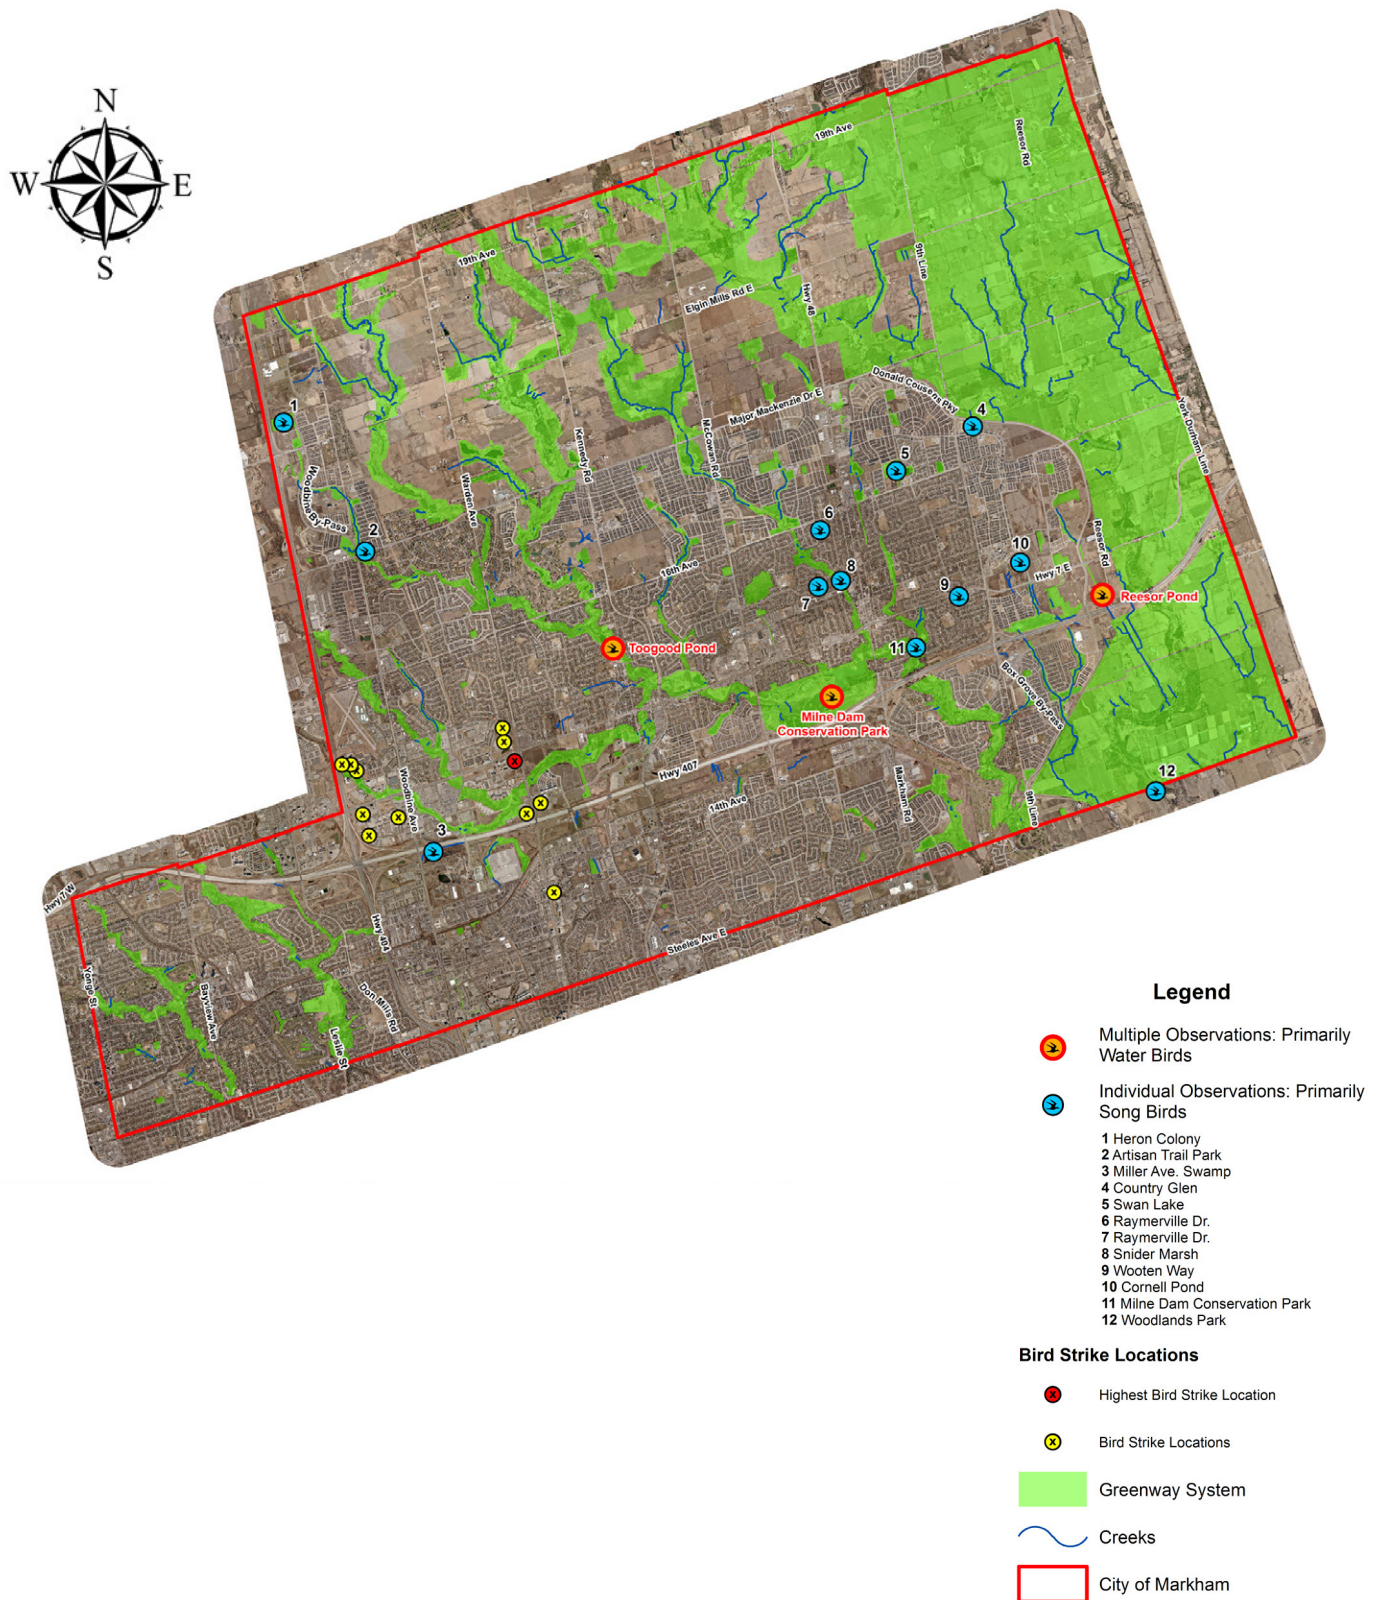 N
W E
S
19th Ave
Reesor Rd
19th Ave
9th Line
Elgin Mills Rd E
Hwy 48
Donald Cousens Pky
Major Mackenzie Dr E
1
4
York Durham Line
McCowan Rd
Kennedy Rd
5
Woodbine By-Pass
Warden Ave
2
6
Reesor Rd
10
16th Ave
8
Hwy 7 E
7
9
Reesor Pond
Toogood Pond
11
Box Grove By-Pass
Milne Dam
Conservation Park
Hwy 407
12
Woodbine Ave
14th Ave
Markham Rd
9th Line
3
Hwy 7 W
Hwy 404
Steeles Ave E
Yonge St
Bayview Ave
Don Mills Rd
Leslie St
Legend
Multiple Observations: Primarily
Water Birds
Individual Observations: Primarily
Song Birds
1 Heron Colony
2 Artisan Trail Park
3 Miller Ave. Swamp
4 Country Glen
5 Swan Lake
6 Raymerville Dr.
7 Raymerville Dr.
8 Snider Marsh
9 Wooten Way
10 Cornell Pond
11 Milne Dam Conservation Park
12 Woodlands Park
Bird Strike Locations
x Highest Bird Strike Location
x Bird Strike Locations
Greenway System
Creeks
City of Markham